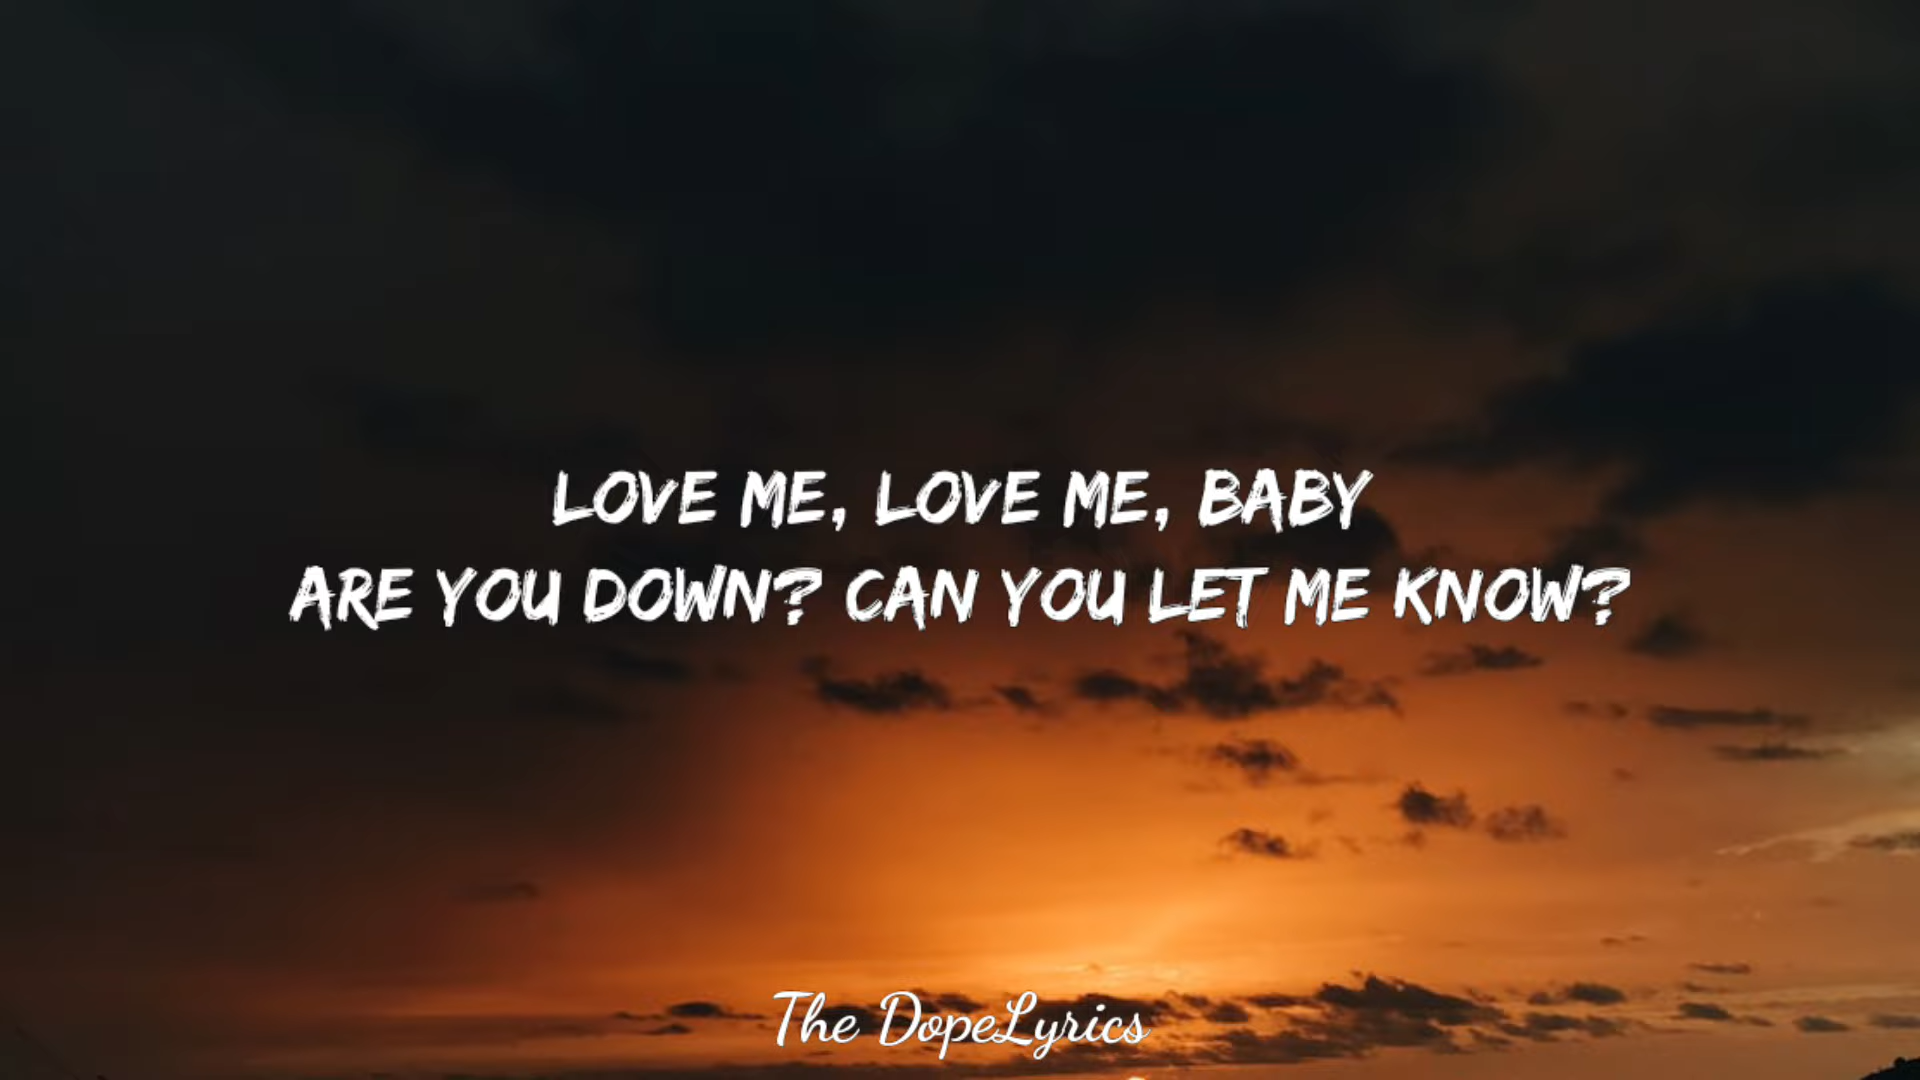 LOVE ME, LOVE ME, BABY
ARE YOU DOWN? CAN YOU LET ME KNOW?
The DopeLyrics